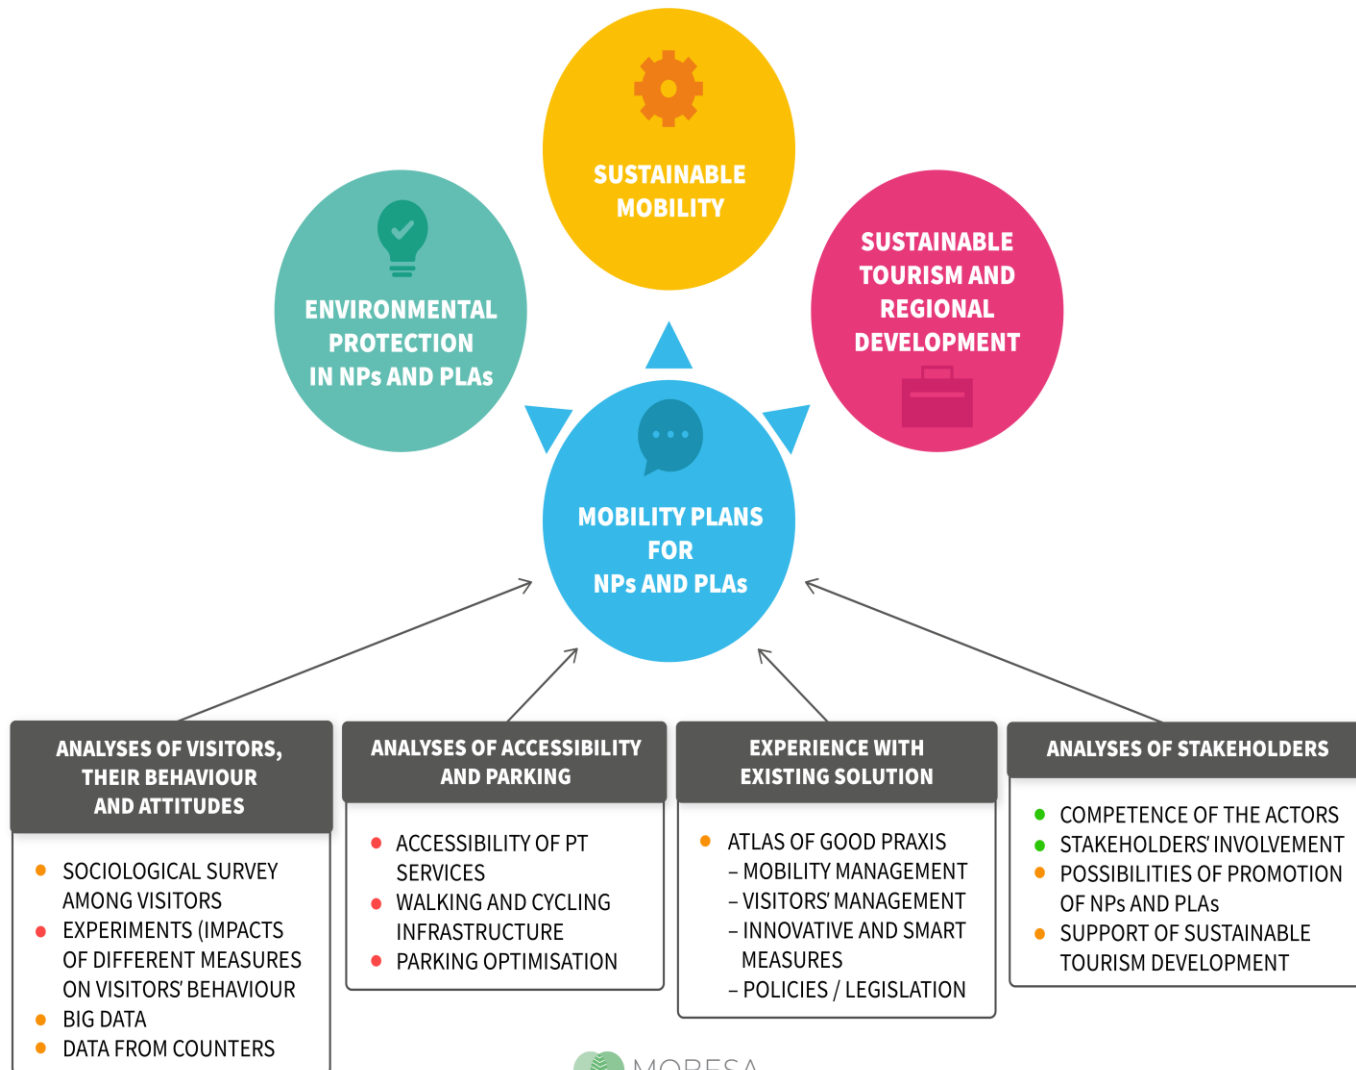 SUSTAINABLE
MOBILITY
ENVIRONMENTAL
PROTECTION
IN NPs AND PLAs
SUSTAINABLE
TOURISM AND
REGIONAL
DEVELOPMENT
MOBILITY PLANS
FOR
NPs AND PLAs
ANALYSES OF VISITORS,
THEIR BEHAVIOUR
AND ATTITUDES
SOCIOLOGICAL SURVEY
AMONG VISITORS
EXPERIMENTS (IMPACTS
OF DIFFERENT MEASURES
ON VISITORS' BEHAVIOUR
BIG DATA
DATA FROM COUNTERS
ANALYSES OF ACCESSIBILITY
AND PARKING
ACCESSIBILITY OF PT
SERVICES
WALKING AND CYCLING
INFRASTRUCTURE
PARKING OPTIMISATION
EXPERIENCE WITH
EXISTING SOLUTION
ATLAS OF GOOD PRAXIS
– MOBILITY MANAGEMENT
– VISITORS' MANAGEMENT
– INNOVATIVE AND SMART
MEASURES
– POLICIES / LEGISLATION
ANALYSES OF STAKEHOLDERS
COMPETENCE OF THE ACTORS
STAKEHOLDERS' INVOLVEMENT
POSSIBILITIES OF PROMOTION
OF NPs AND PLAs
SUPPORT OF SUSTAINABLE
TOURISM DEVELOPMENT